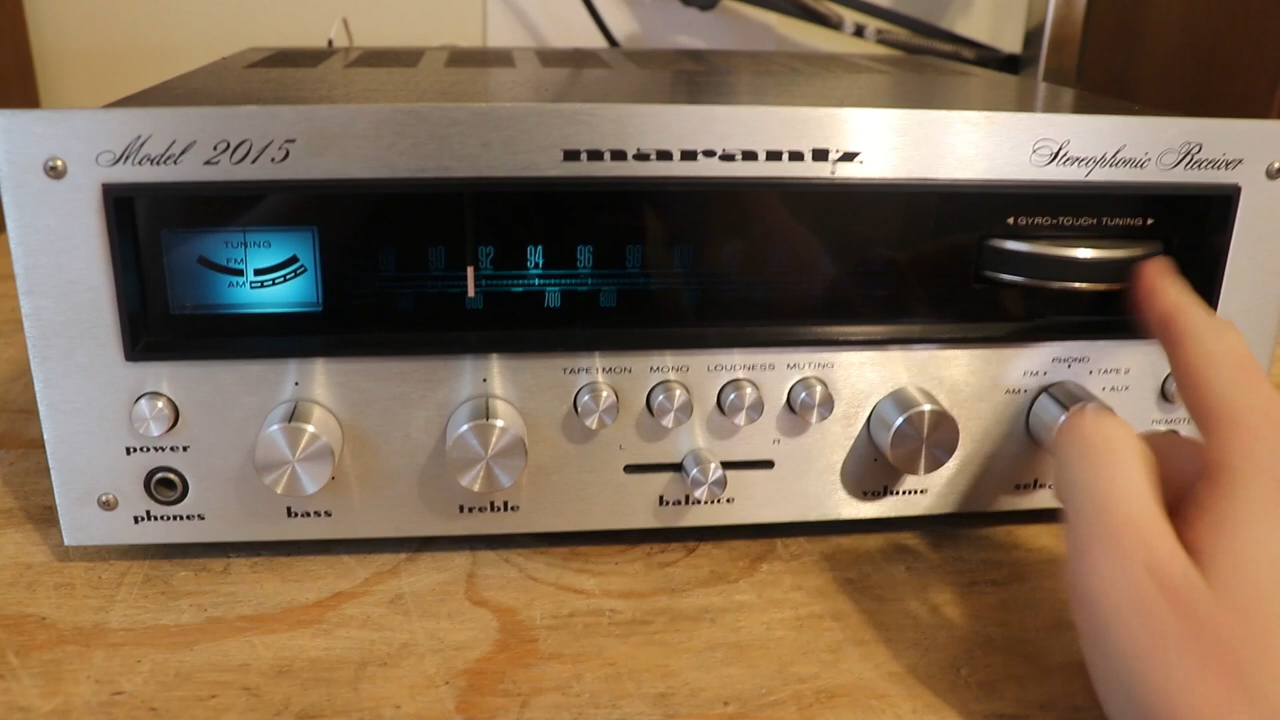 Model 2015
marantz
Stereophonic Receiver
GYRO-TOUCH TUNING
TUNING
FM
AM
90 92 94 96 98
700 800
TAPE 1 MON
MONO
LOUDNESS
MUTING
PHONO
FM
TAPE 2
AM
AUX
REMOTE
L
R
power
phones
bass
treble
balance
volume